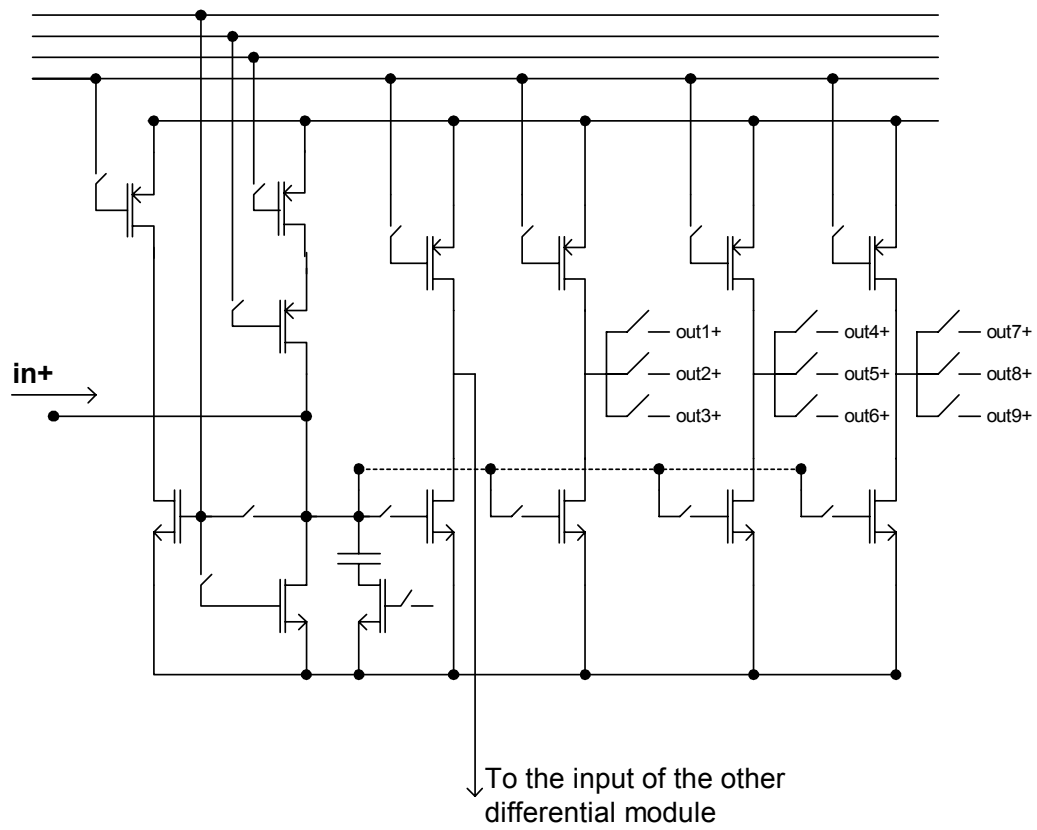 out1+
out4+
out7+
out2+
out5+
out8+
in+
out3+
out6+
out9+
To the input of the other
differential module